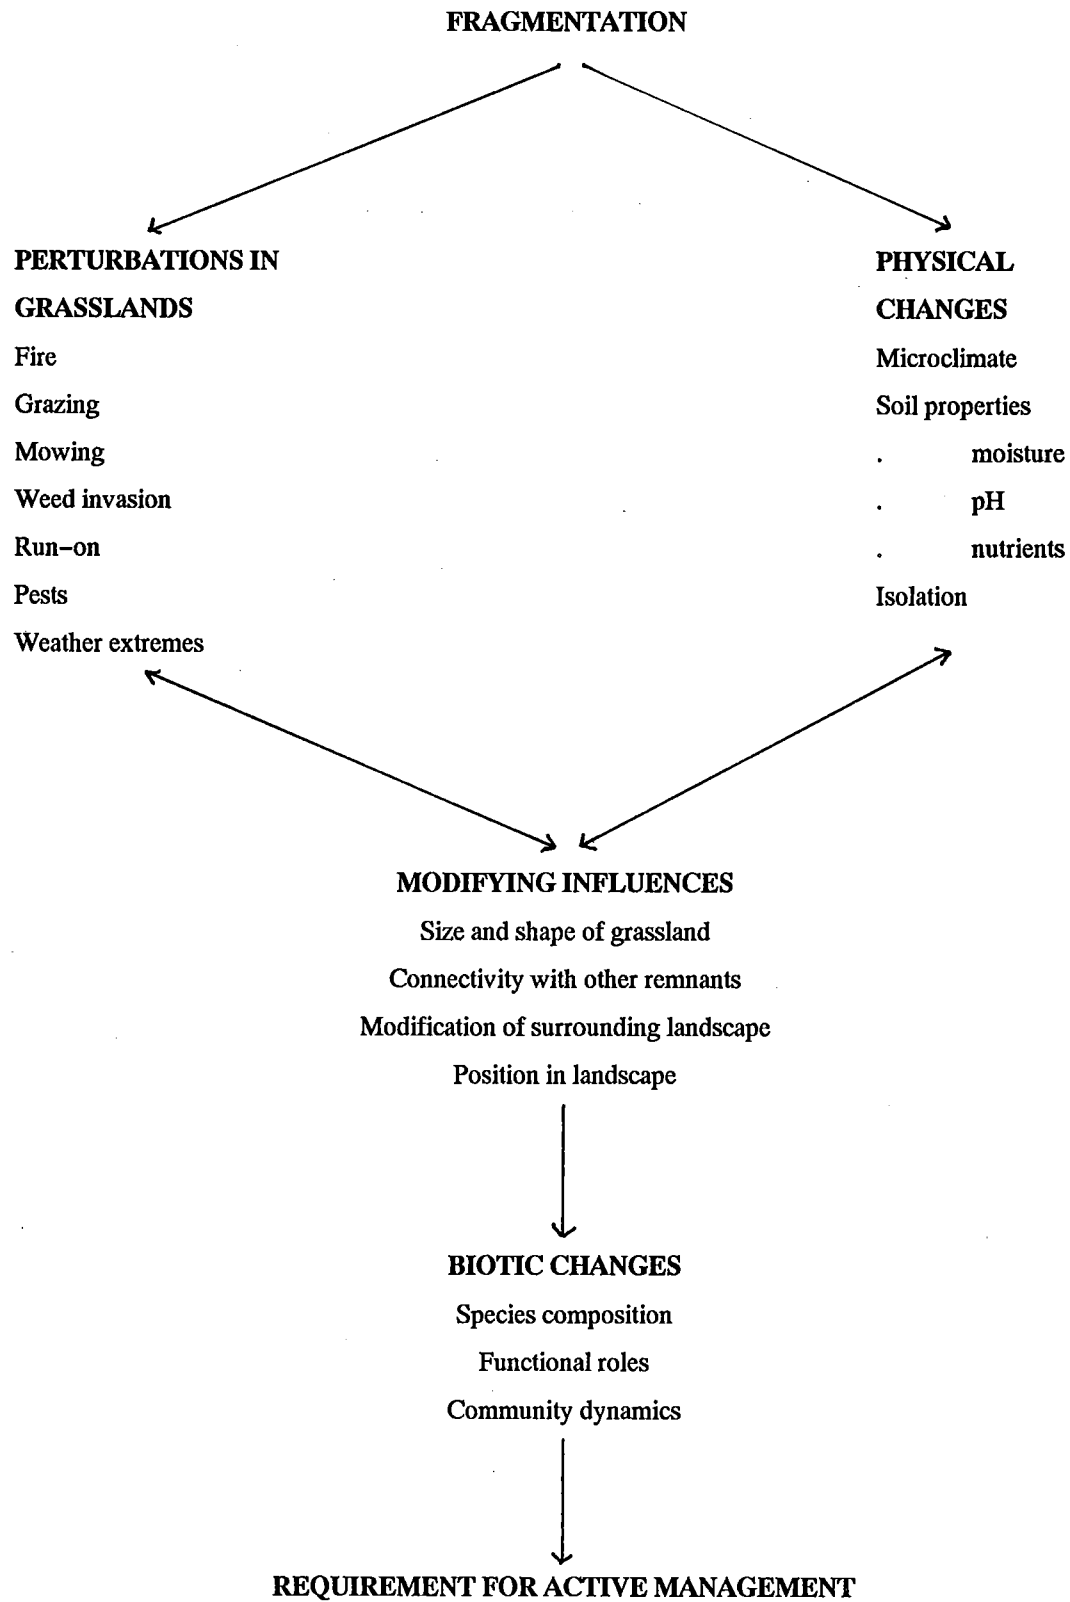 FRAGMENTATION
PERTURBATIONS IN
GRASSLANDS
Fire
Grazing
Mowing
Weed invasion
Run-on
Pests
Weather extremes
PHYSICAL
CHANGES
Microclimate
Soil properties
. moisture
. pH
. nutrients
Isolation
MODIFYING INFLUENCES
Size and shape of grassland
Connectivity with other remnants
Modification of surrounding landscape
Position in landscape
BIOTIC CHANGES
Species composition
Functional roles
Community dynamics
REQUIREMENT FOR ACTIVE MANAGEMENT